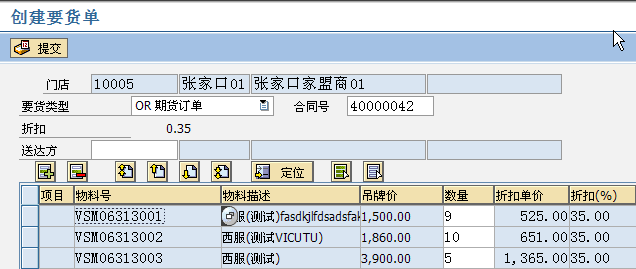 创建要货单
提交
门店 10005 张家口01 张家口家盟商01
要货类型 OR 期货订单 合同号 40000042
折扣 0.35
送达方
定位
项目 物料号 物料描述 吊牌价 数量 折扣单价 折扣(%)
VSM06313001 服(测试)fasdkjlfdsadsfak 1,500.00 9 525.00 35.00
VSM06313002 西服(测试VICUTU) 1,860.00 10 651.00 35.00
VSM06313003 西服(测试) 3,900.00 5 1,365.00 35.00